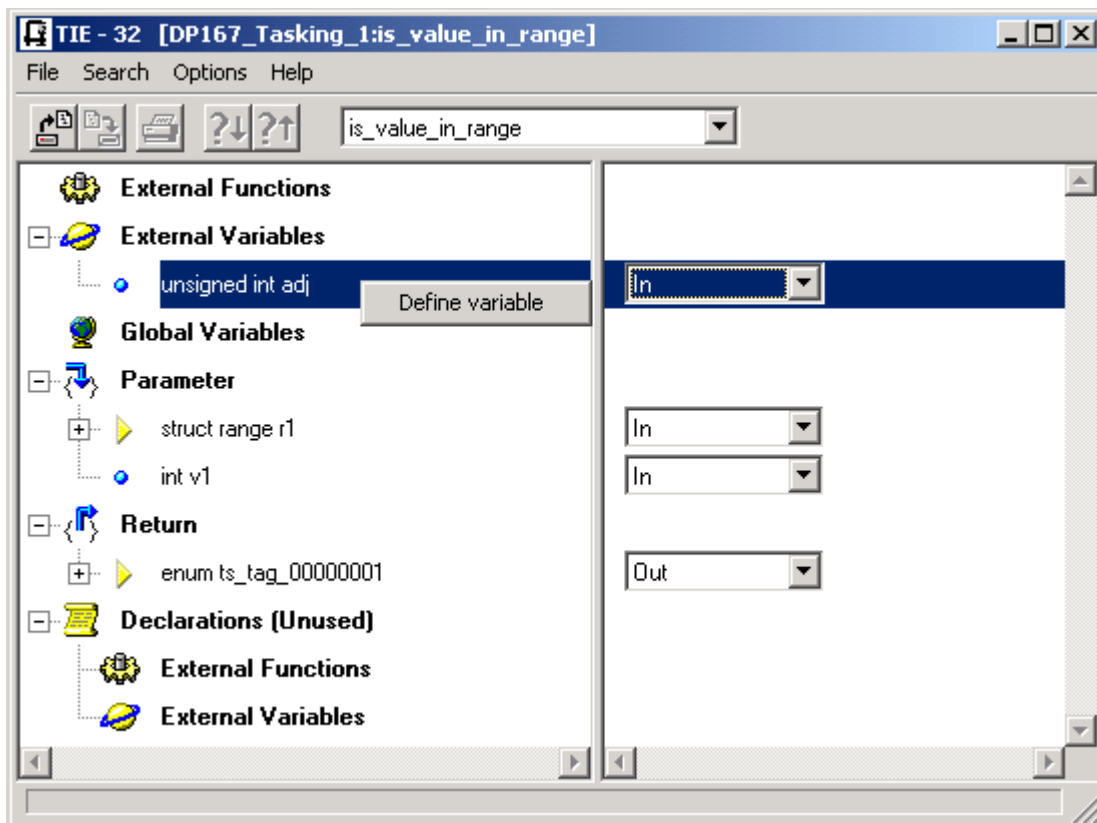 TIE - 32 [DP167_Tasking_1:is_value_in_range]
File Search Options Help
is_value_in_range
External Functions
External Variables
unsigned int adj
In
Define variable
Global Variables
Parameter
struct range r1
In
int v1
In
Return
enum ts_tag_00000001
Out
Declarations (Unused)
External Functions
External Variables